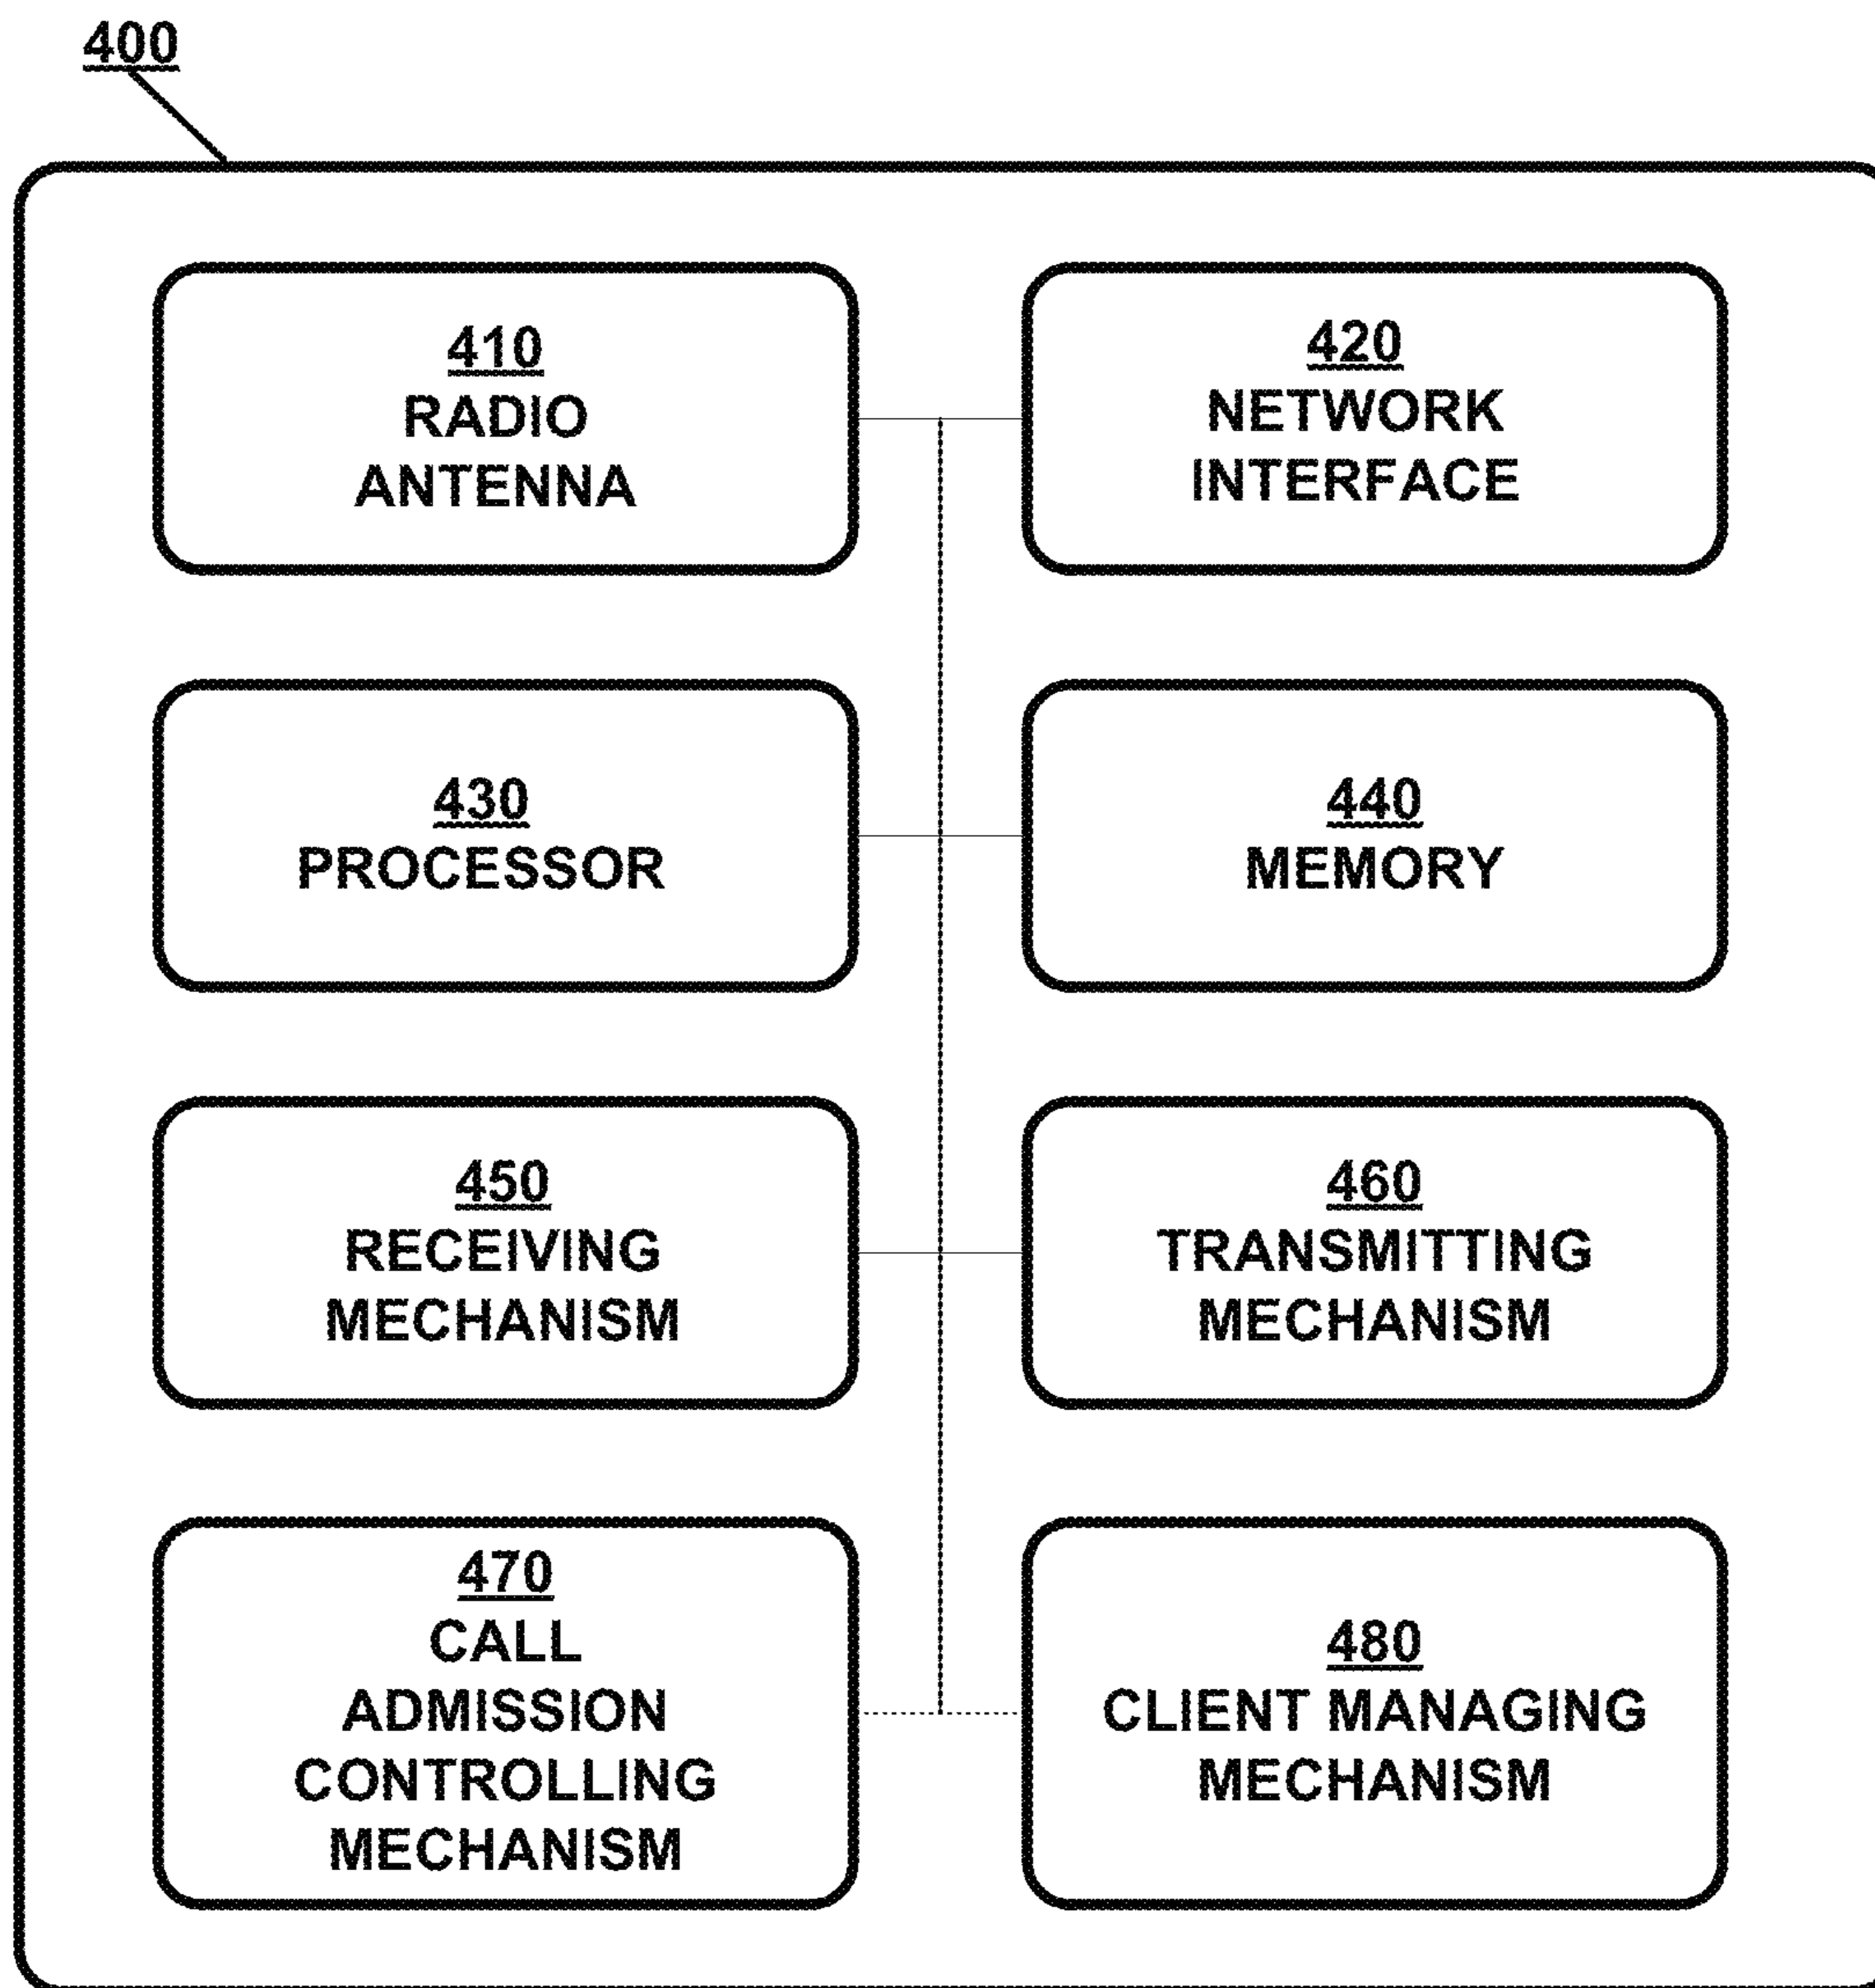 400
410
RADIO
ANTENNA
420
NETWORK
INTERFACE
430
PROCESSOR
440
MEMORY
450
RECEIVING
MECHANISM
460
TRANSMITTING
MECHANISM
470
CALL
ADMISSION
CONTROLLING
MECHANISM
480
CLIENT MANAGING
MECHANISM